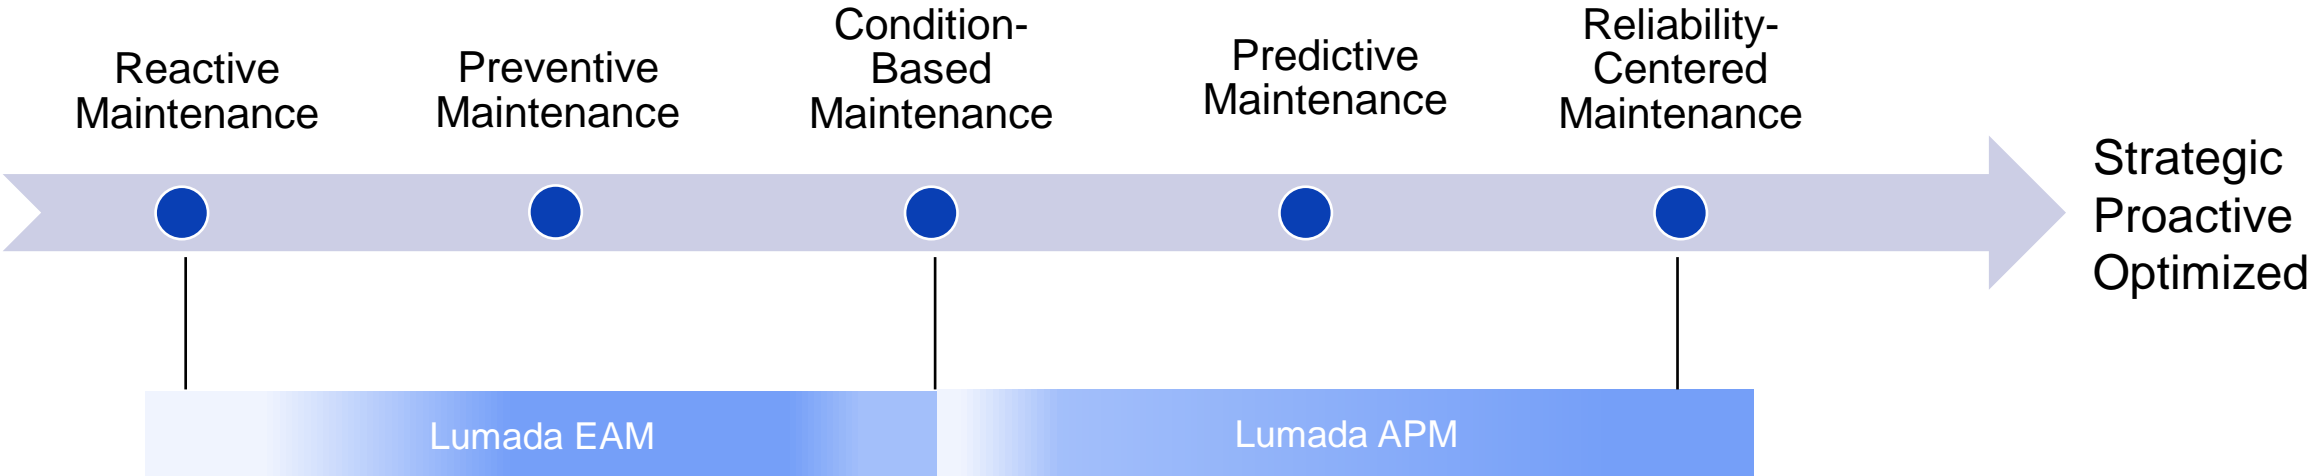 Reactive
Maintenance
Preventive
Maintenance
Condition-
Based
Maintenance
Predictive
Maintenance
Reliability-
Centered
Maintenance
Strategic
Proactive
Optimized
Lumada EAM
Lumada APM